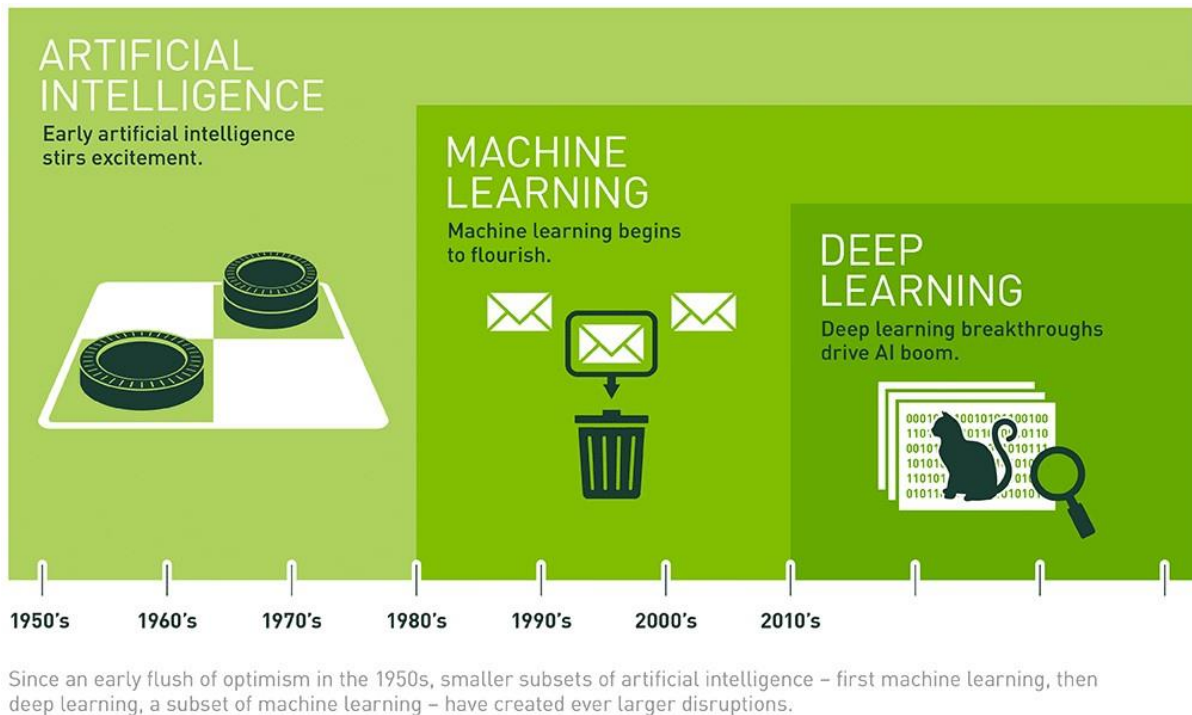 ARTIFICIAL
INTELLIGENCE
Early artificial intelligence
stirs excitement.
MACHINE
LEARNING
Machine learning begins
to flourish.
DEEP
LEARNING
Deep learning breakthroughs
drive AI boom.
1950's
1960's
1970's
1980's
1990's
2000's
2010's
Since an early flush of optimism in the 1950s, smaller subsets of artificial intelligence – first machine learning, then
deep learning, a subset of machine learning – have created ever larger disruptions.